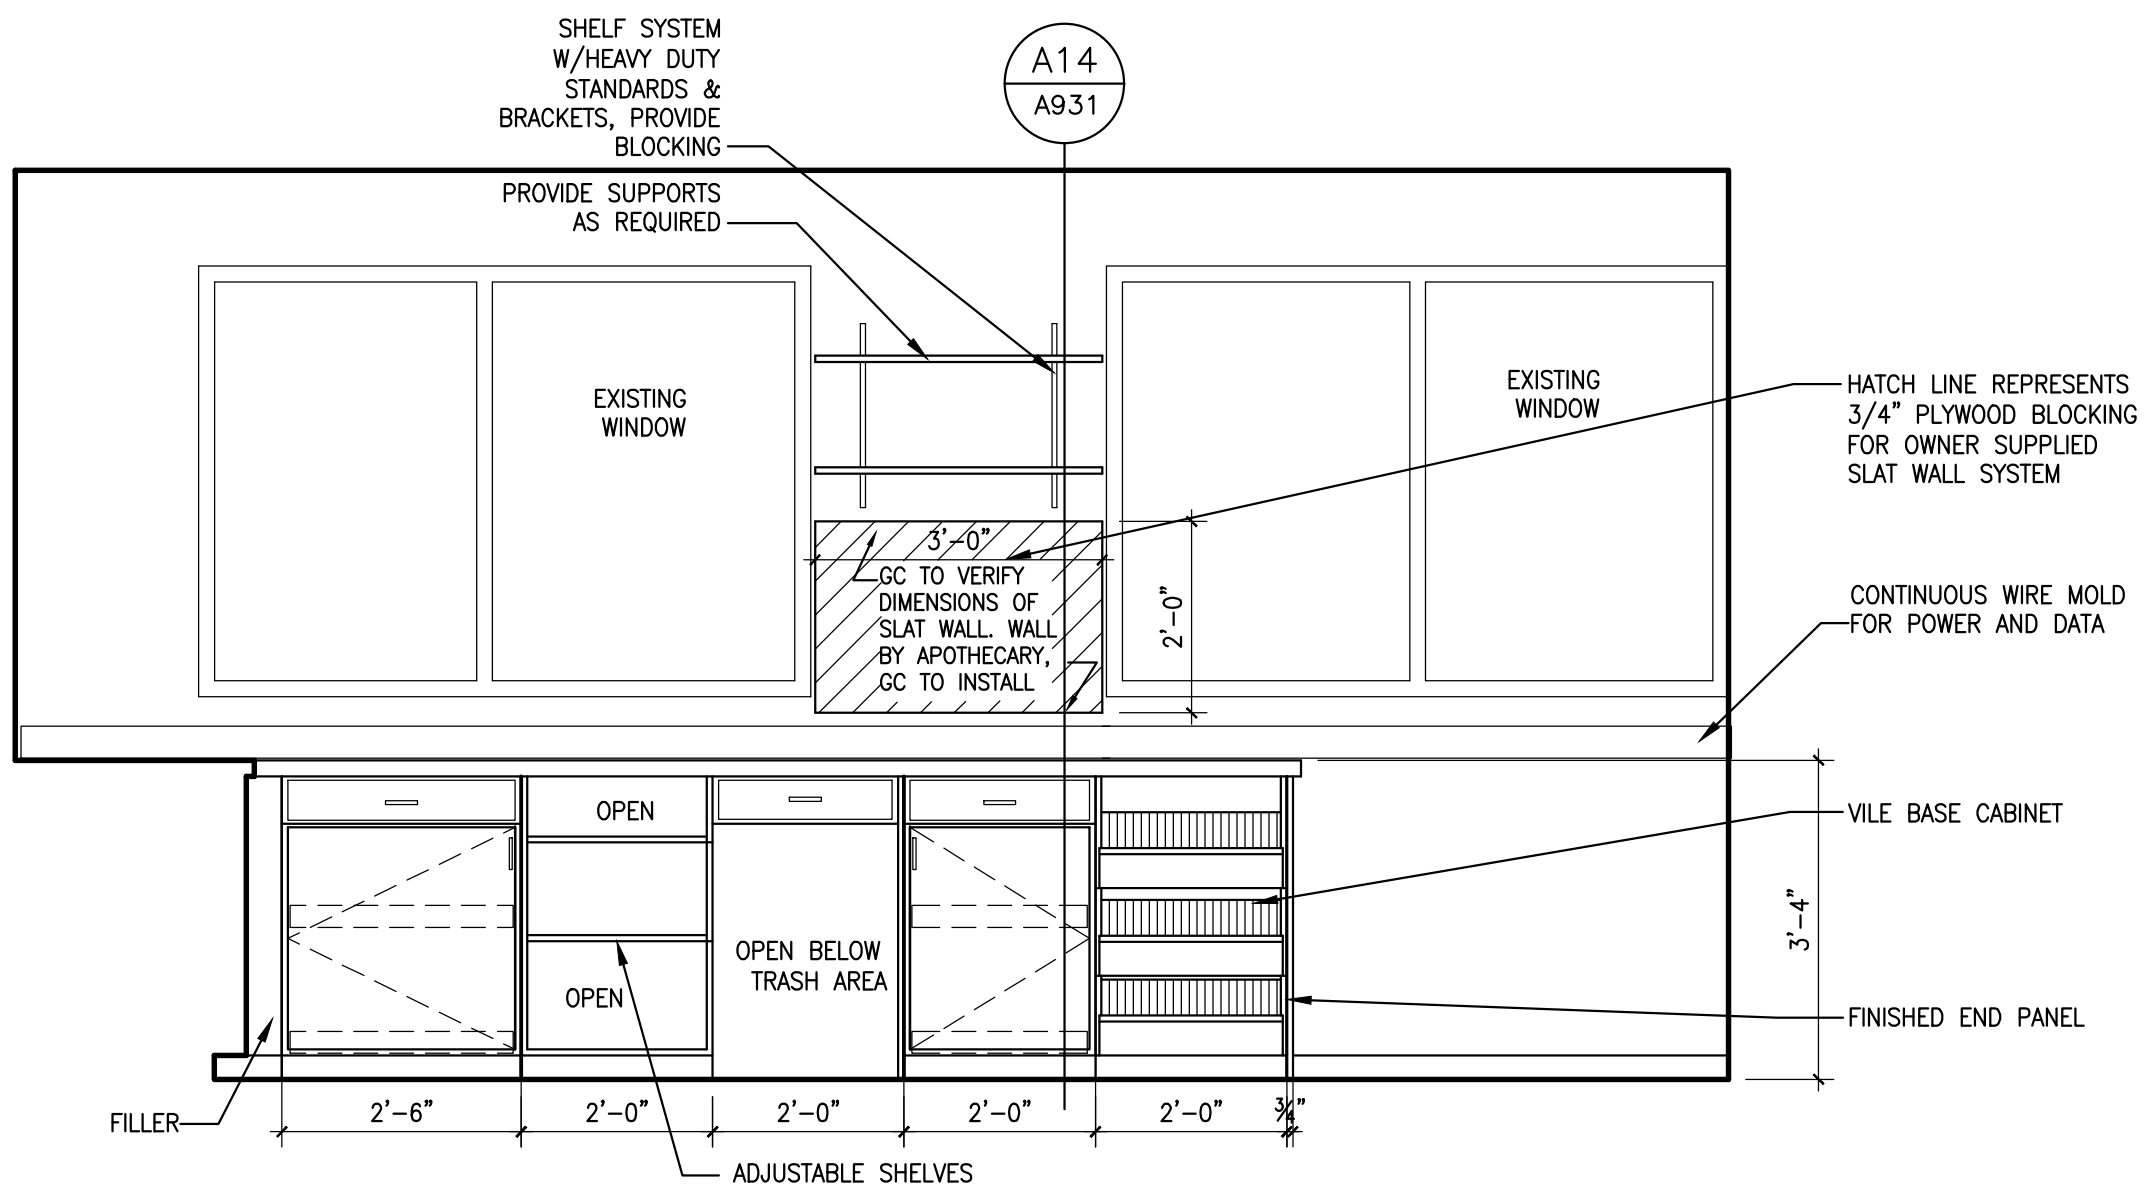 SHELF SYSTEM
W/HEAVY DUTY
STANDARDS &
BRACKETS, PROVIDE
BLOCKING
A14
A931
PROVIDE SUPPORTS
AS REQUIRED
EXISTING
WINDOW
EXISTING
WINDOW
HATCH LINE REPRESENTS
3/4" PLYWOOD BLOCKING
FOR OWNER SUPPLIED
SLAT WALL SYSTEM
3'-0"
GC TO VERIFY
DIMENSIONS OF
SLAT WALL. WALL
BY APOTHECARY,
GC TO INSTALL
2'-0"
CONTINUOUS WIRE MOLD
FOR POWER AND DATA
OPEN
VILE BASE CABINET
3'-4"
OPEN BELOW
TRASH AREA
OPEN
FINISHED END PANEL
FILLER
2'-6"
2'-0"
2'-0"
2'-0"
2'-0"
3/4"
ADJUSTABLE SHELVES